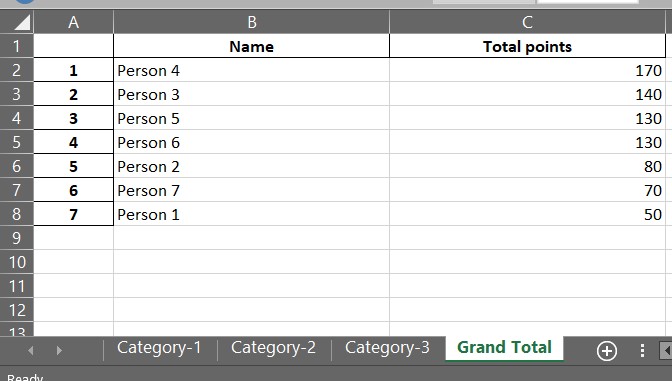 A B C
1 Name Total points
2 1 Person 4 170
3 2 Person 3 140
4 3 Person 5 130
5 4 Person 6 130
6 5 Person 2 80
7 6 Person 7 70
8 7 Person 1 50
9
10
11
12
13
Category-1 Category-2 Category-3 Grand Total
Ready